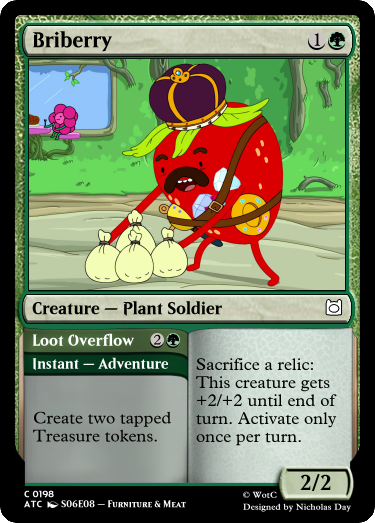 Briberry 1
Creature — Plant Soldier
Loot Overflow 2
Instant — Adventure
Create two tapped
Treasure tokens.
Sacrifice a relic:
This creature gets
+2/+2 until end of
turn. Activate only
once per turn.
2/2
C 0198
ATC S06E08 — Furniture & Meat
© WotC
Designed by Nicholas Day